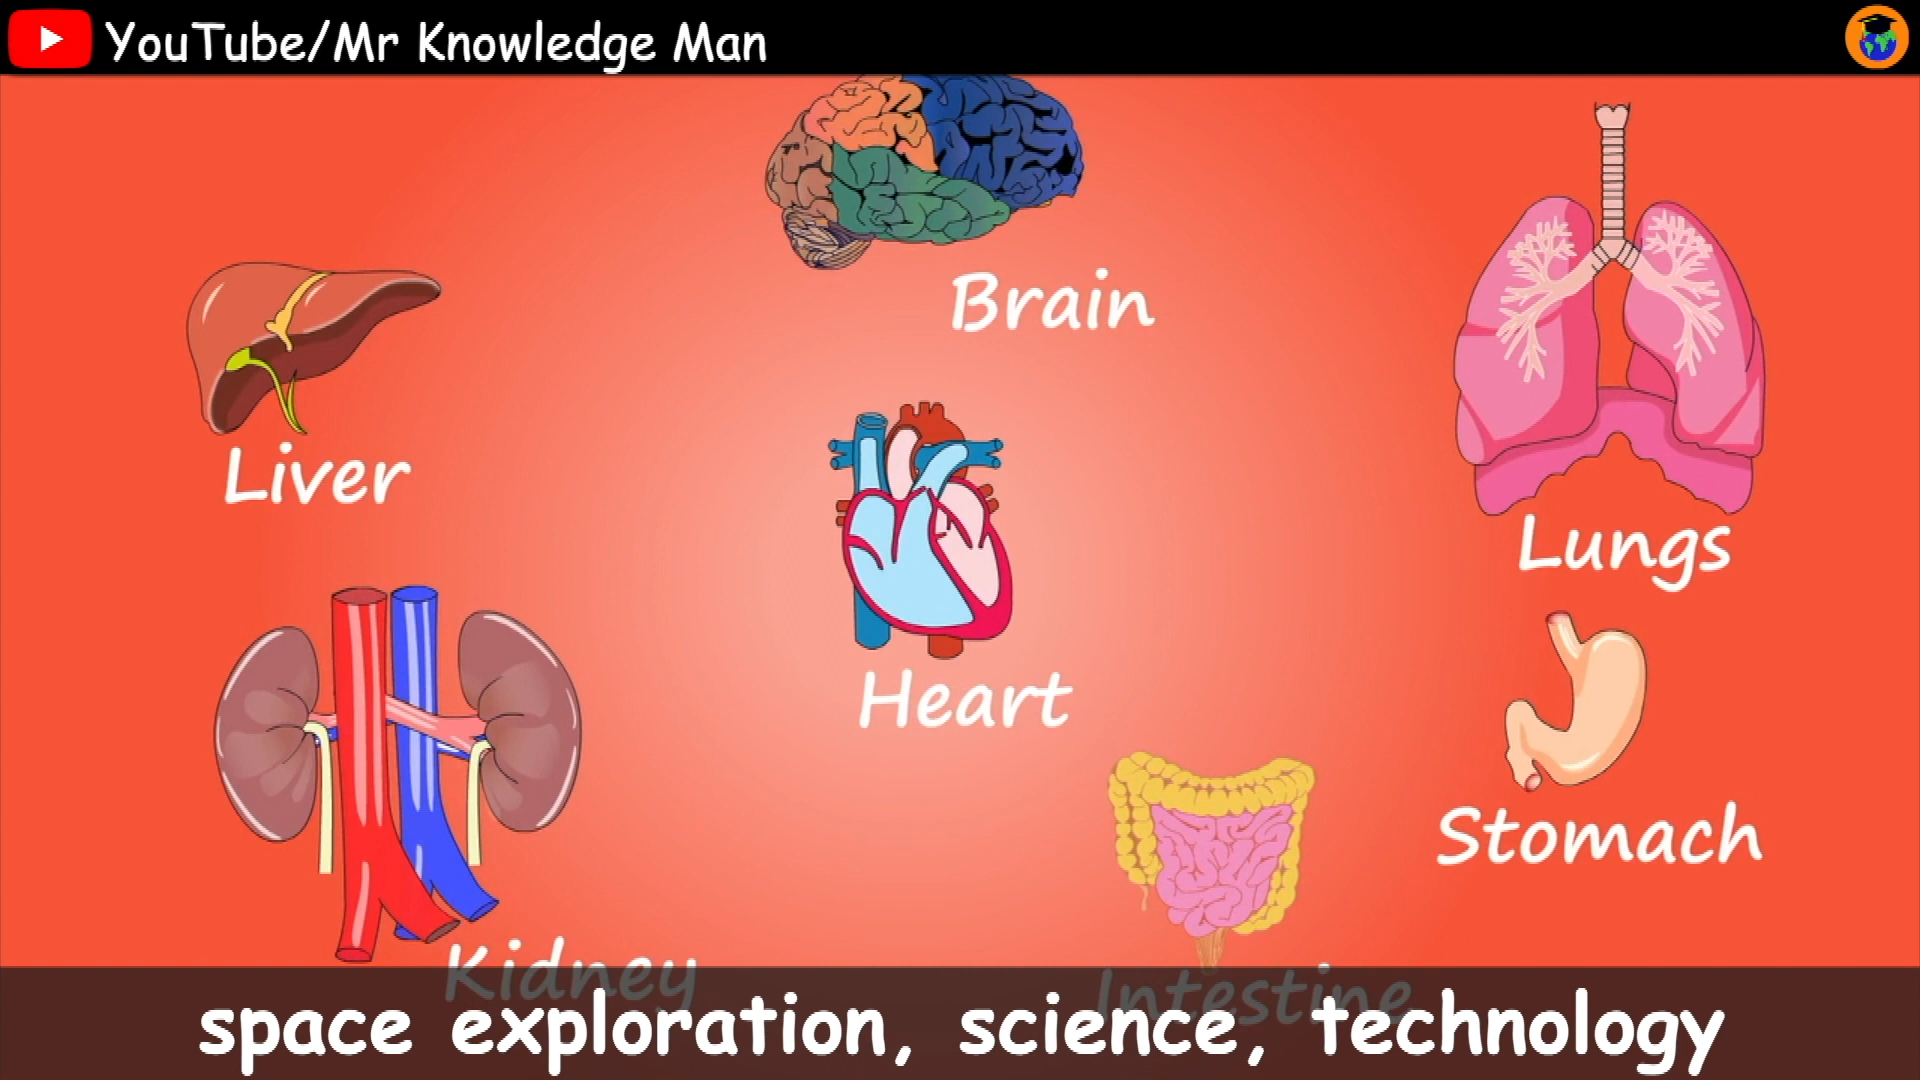 YouTube/Mr Knowledge Man
Brain
Liver
Lungs
Heart
Stomach
Kidney
Intestine
space exploration, science, technology